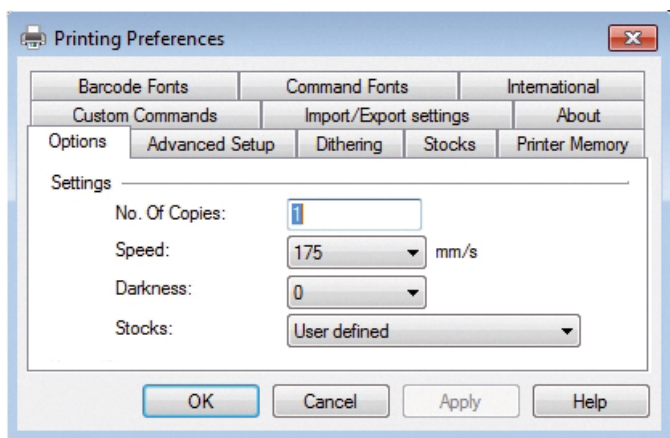 Printing Preferences
Barcode Fonts Command Fonts International
Custom Commands Import/Export settings About
Options Advanced Setup Dithering Stocks Printer Memory
Settings
No. Of Copies: 1
Speed: 175 mm/s
Darkness: 0
Stocks: User defined
OK Cancel Apply Help